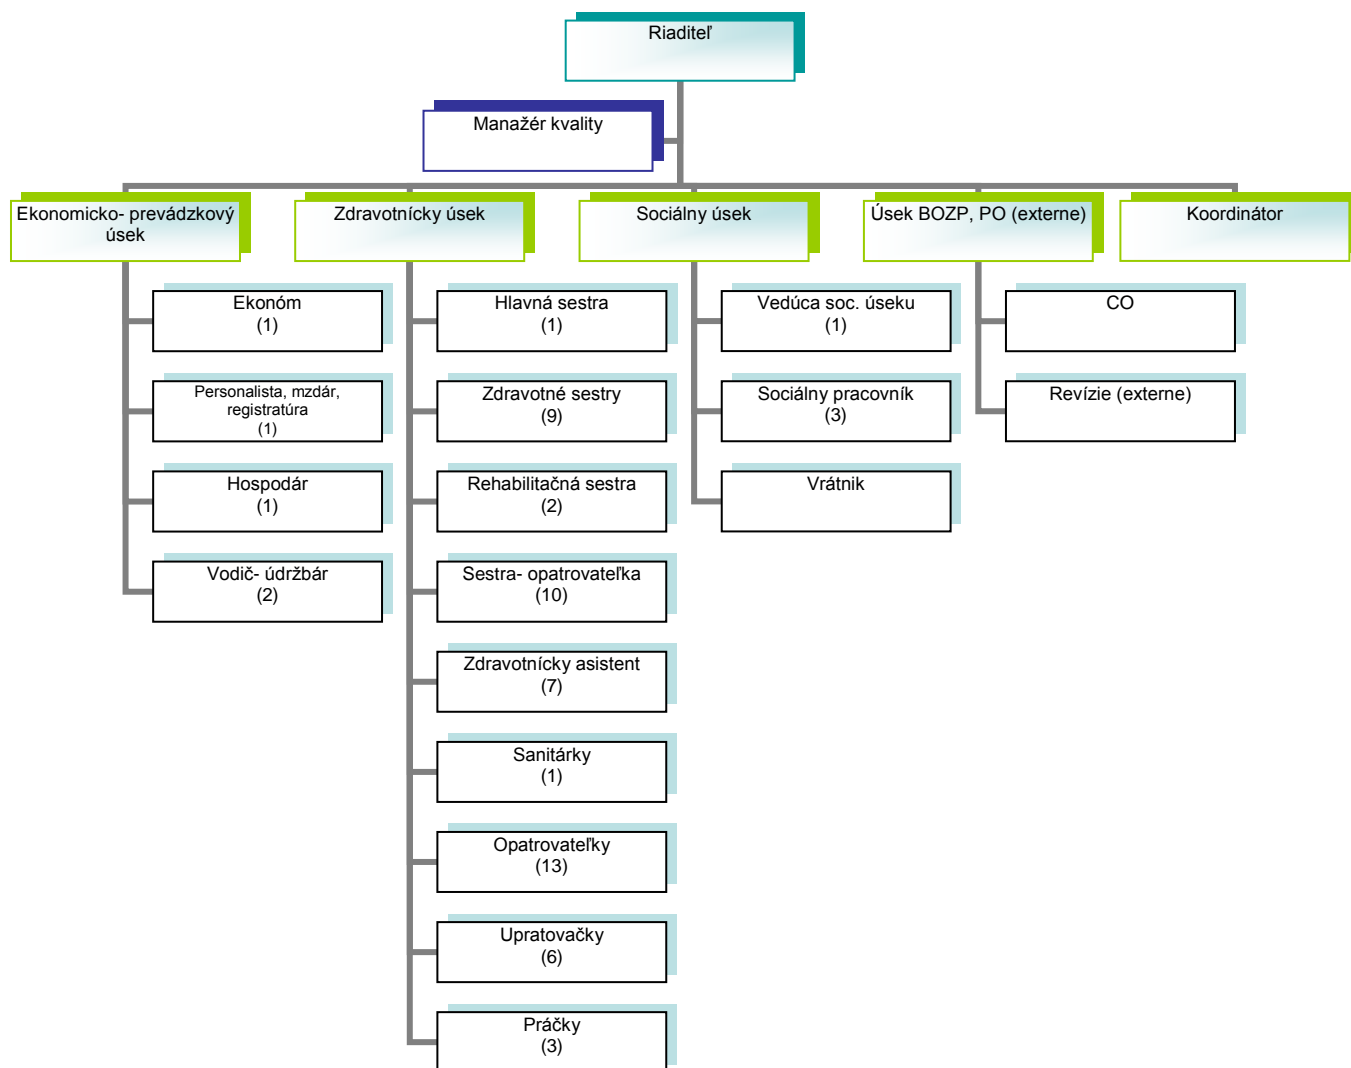 Riaditeľ
Manažér kvality
Ekonomicko- prevádzkový
úsek
Zdravotnícky úsek
Sociálny úsek
Úsek BOZP, PO (externe)
Koordinátor
Ekonóm
(1)
Personalista, mzdár,
registratúra
(1)
Hospodár
(1)
Vodič- údržbár
(2)
Hlavná sestra
(1)
Zdravotné sestry
(9)
Rehabilitačná sestra
(2)
Sestra- opatrovateľka
(10)
Zdravotnícky asistent
(7)
Sanitárky
(1)
Opatrovateľky
(13)
Upratovačky
(6)
Práčky
(3)
Vedúca soc. úseku
(1)
Sociálny pracovník
(3)
Vrátnik
CO
Revízie (externe)